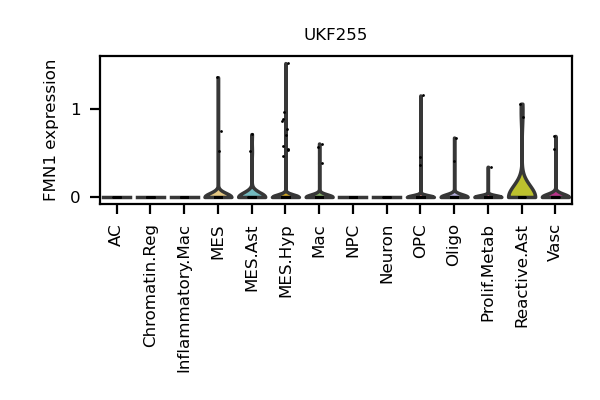 UKF255
FMN1 expression
1
0
AC
Chromatin.Reg
Inflammatory.Mac
MES
MES.Ast
MES.Hyp
Mac
NPC
Neuron
OPC
Oligo
Prolif.Metab
Reactive.Ast
Vasc